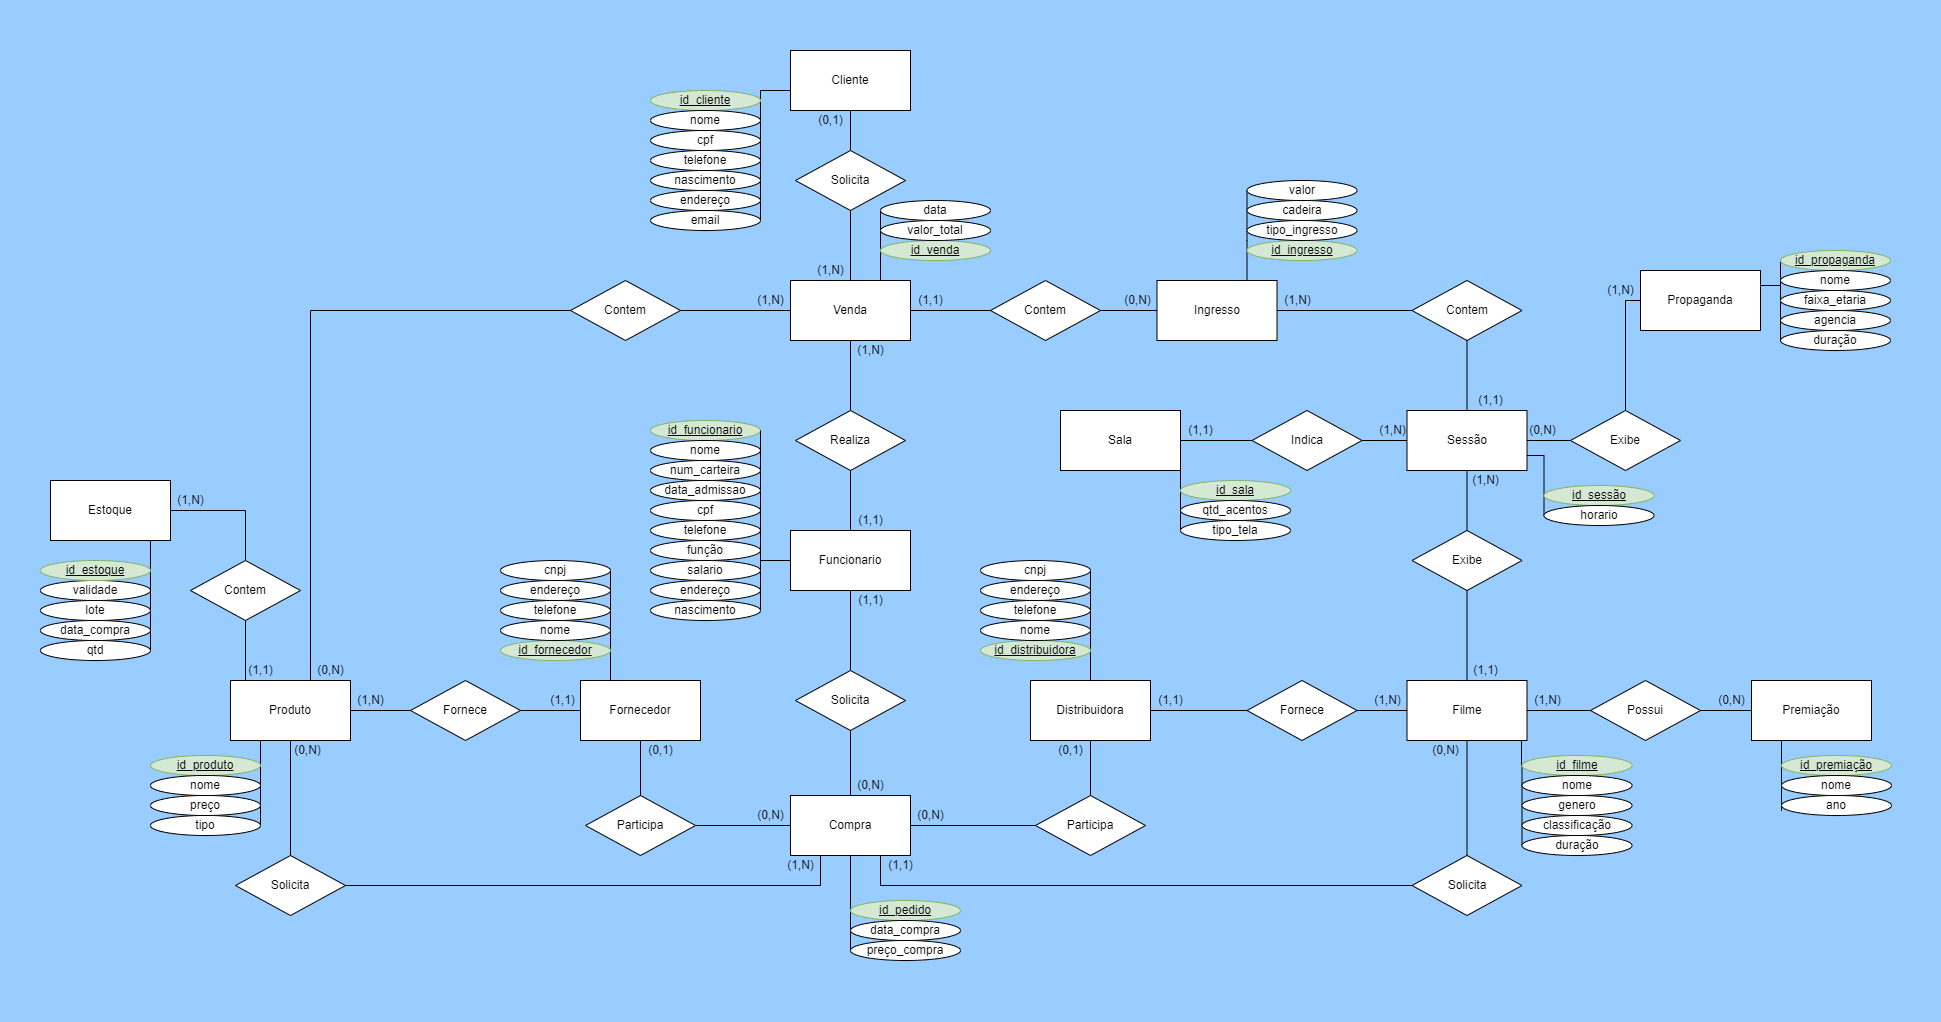 Cliente
id_cliente
nome
cpf
telefone
nascimento
endereço
email
(0,1)
Solicita
(1,N)
data
valor_total
id_venda
valor
cadeira
tipo_ingresso
id_ingresso
Contem
(1,N)
Venda
(1,1)
Contem
(0,N)
Ingresso
(1,N)
Contem
(1,N)
Propaganda
id_propaganda
nome
faixa_etaria
agencia
duração
(1,N)
Realiza
(1,1)
Sala
(1,1)
Indica
(1,N)
(1,1)
Sessão
(0,N)
Exibe
id_sala
qtd_acentos
tipo_tela
(1,N)
id_sessão
horario
Exibe
(1,1)
id_funcionario
nome
num_carteira
data_admissao
cpf
telefone
função
salario
endereço
nascimento
Funcionario
(1,1)
Estoque
(1,N)
id_estoque
validade
lote
data_compra
qtd
Contem
(1,1)
(0,N)
cnpj
endereço
telefone
nome
id_fornecedor
cnpj
endereço
telefone
nome
id_distribuidora
Produto
(1,N)
Fornece
(1,1)
Fornecedor
Solicita
Distribuidora
(1,1)
Fornece
(1,N)
Filme
(1,N)
Possui
(0,N)
Premiação
(0,N)
(0,1)
(0,1)
(0,N)
id_produto
nome
preço
tipo
id_filme
nome
genero
classificação
duração
id_premiação
nome
ano
Participa
(0,N)
(0,N)
Compra
(0,N)
Participa
(1,N)
(1,1)
Solicita
Solicita
id_pedido
data_compra
preço_compra